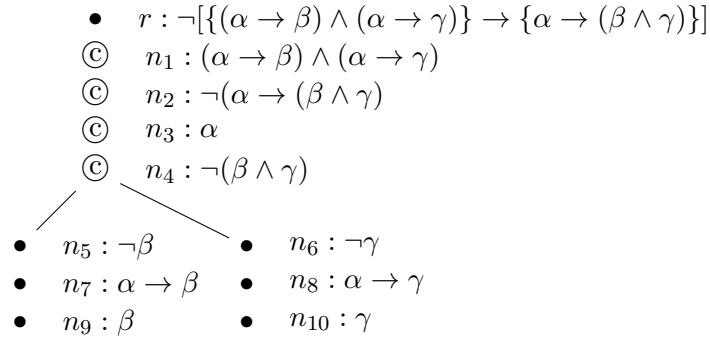 • r : ¬[{(α → β) ∧ (α → γ)} → {α → (β ∧ γ)}]
ⓒ n₁ : (α → β) ∧ (α → γ)
ⓒ n₂ : ¬(α → (β ∧ γ)
ⓒ n₃ : α
ⓒ n₄ : ¬(β ∧ γ)
• n₅ : ¬β • n₆ : ¬γ
• n₇ : α → β • n₈ : α → γ
• n₉ : β • n₁₀ : γ